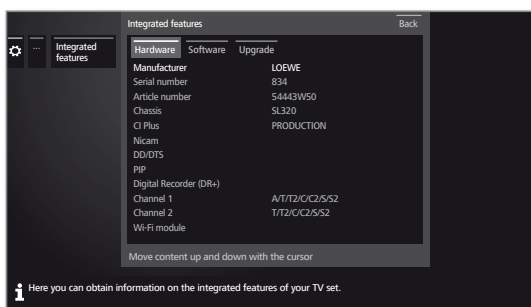 Integrated features
Back
...
Integrated
features
Hardware Software Upgrade
Manufacturer LOEWE
Serial number 834
Article number 54443W50
Chassis SL320
CI Plus PRODUCTION
Nicam
DD/DTS
PIP
Digital Recorder (DR+)
Channel 1 A/T/T2/C/C2/S/S2
Channel 2 T/T2/C/C2/S/S2
Wi-Fi module
Move content up and down with the cursor
Here you can obtain information on the integrated features of your TV set.